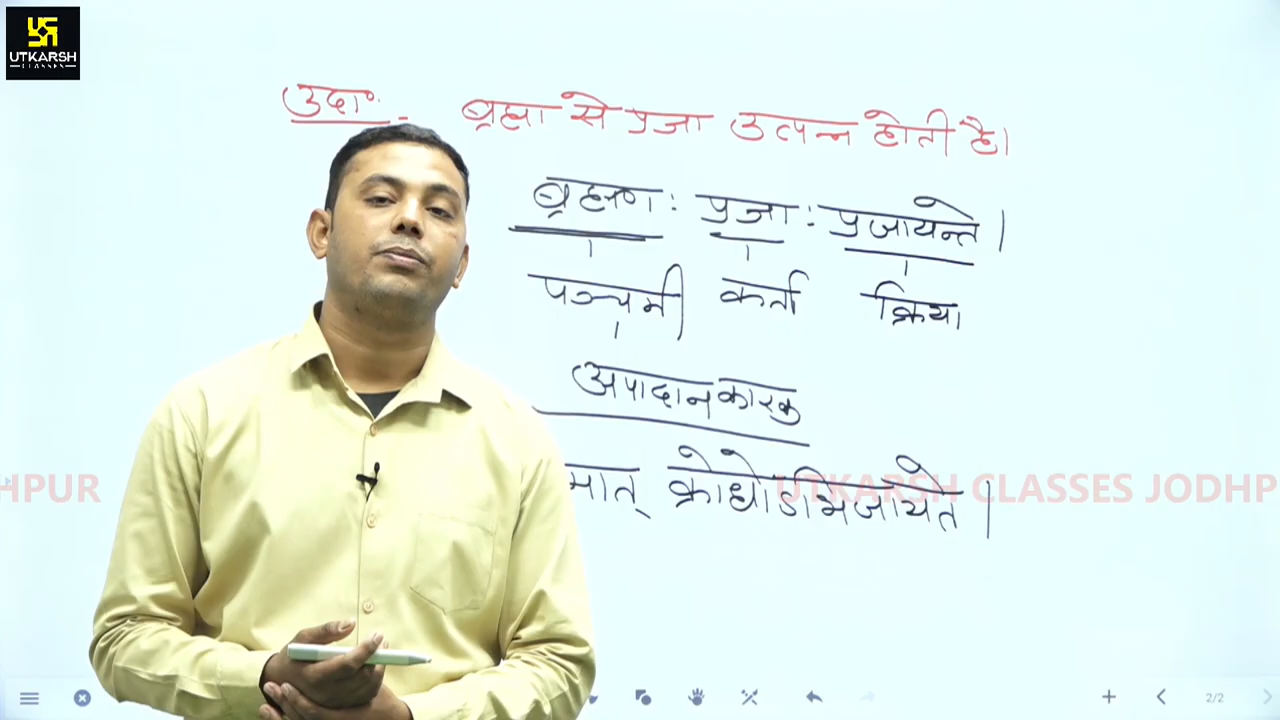 UTKARSH
CLASSES
उदाः- ब्रह्मा से प्रजा उत्पन्न होती है।
ब्रह्मणः प्रजाः प्रजायन्ते।
पञ्चमी कर्ता क्रिया
अपादान कारक
मात् क्रोधोऽभिजायते।
HPUR UTKARSH CLASSES JODHP
2/2